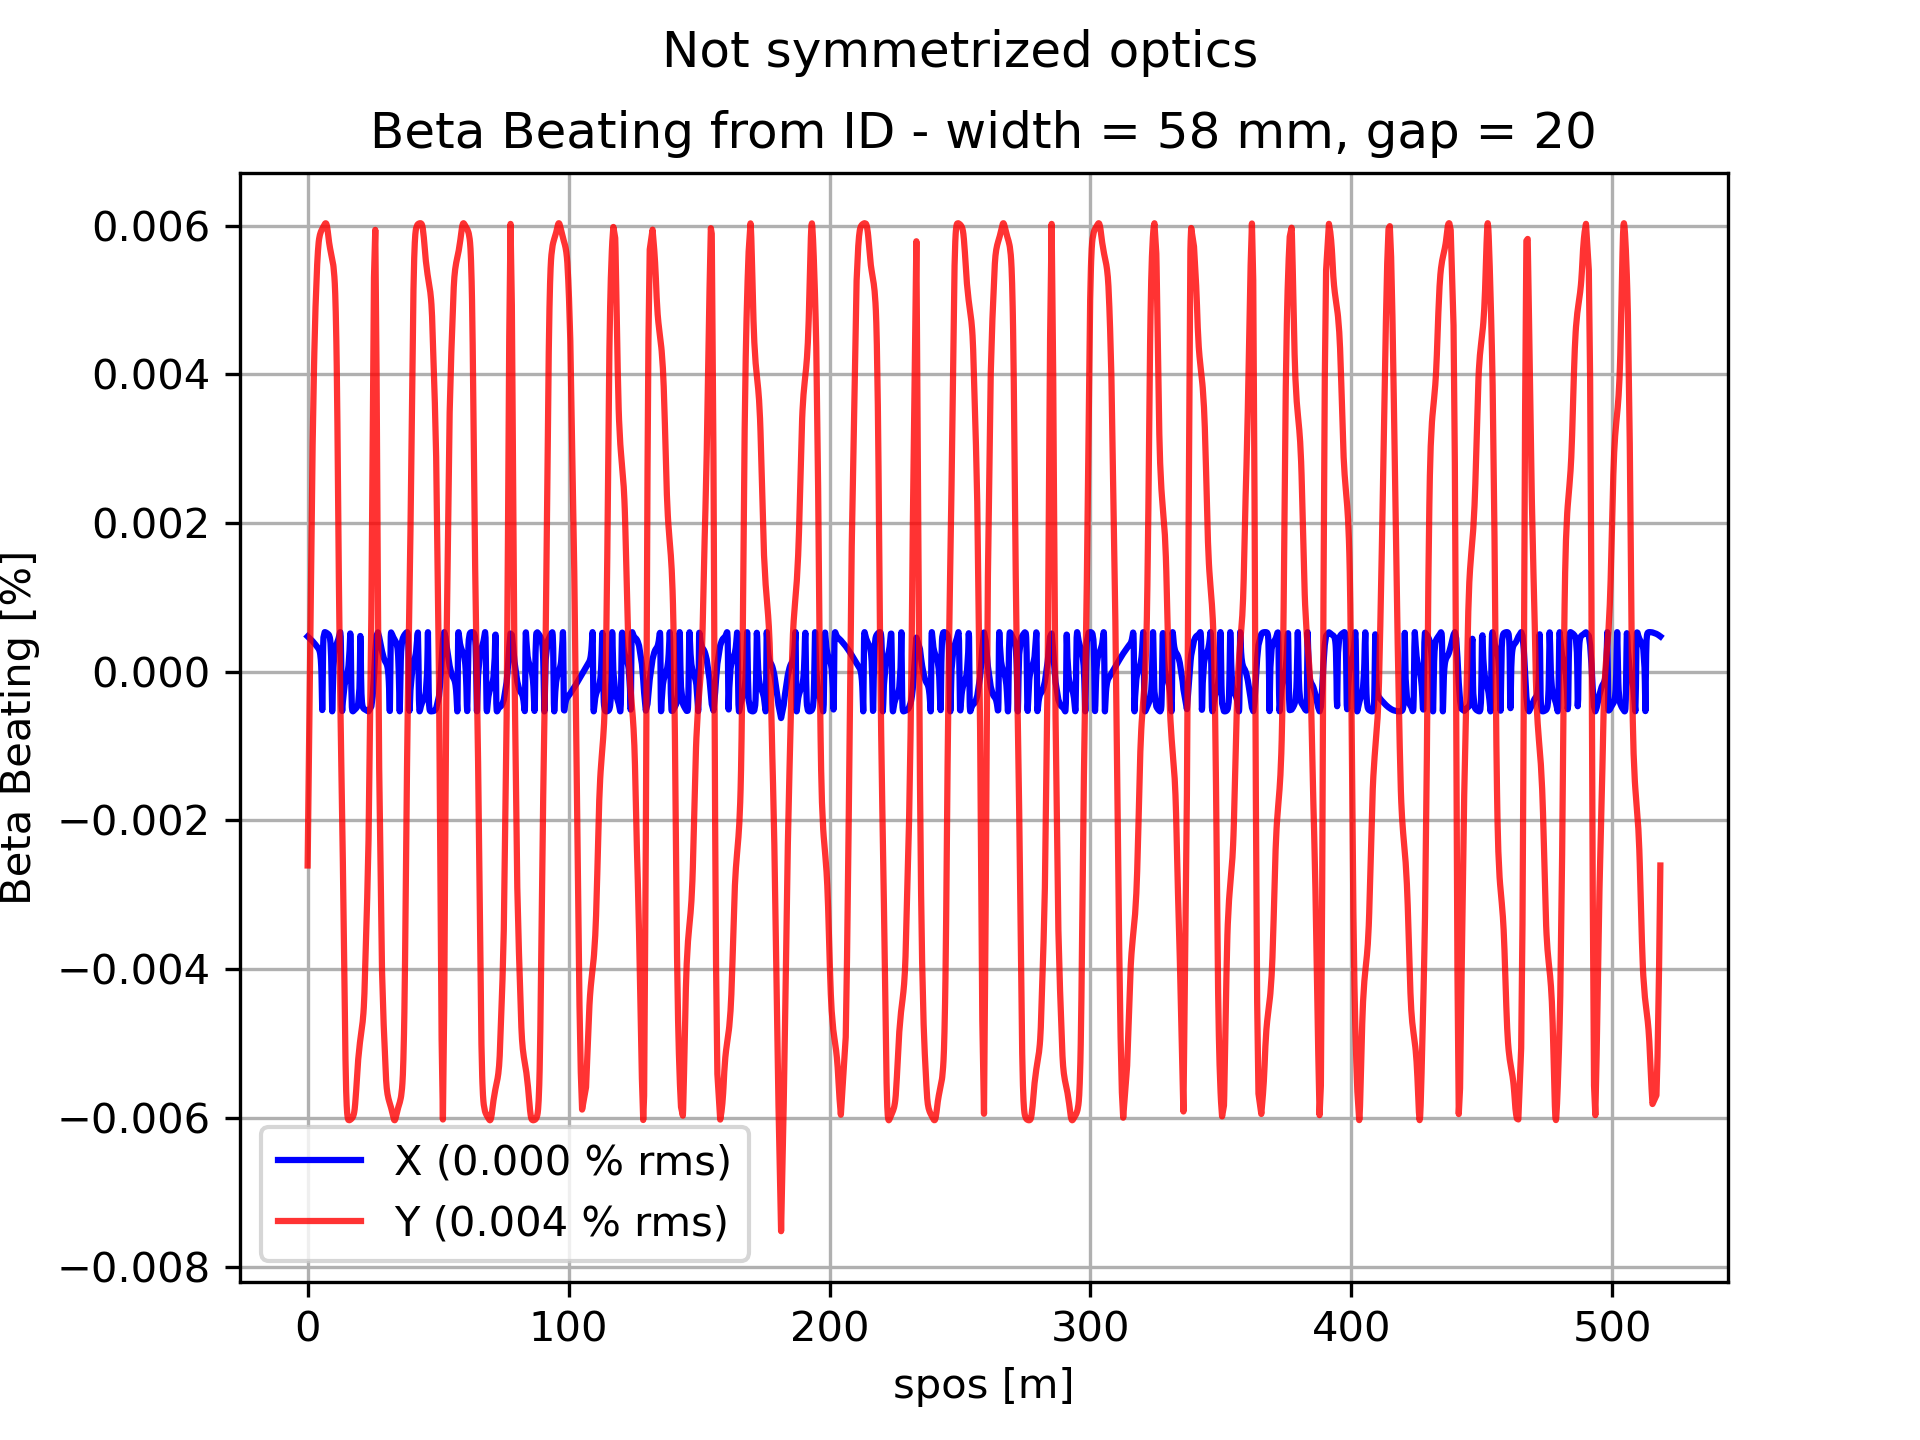 Not symmetrized optics
Beta Beating from ID - width = 58 mm, gap = 20
Beta Beating [%]
0.006
0.004
0.002
0.000
−0.002
−0.004
−0.006
−0.008
X (0.000 % rms)
Y (0.004 % rms)
0 100 200 300 400 500
spos [m]